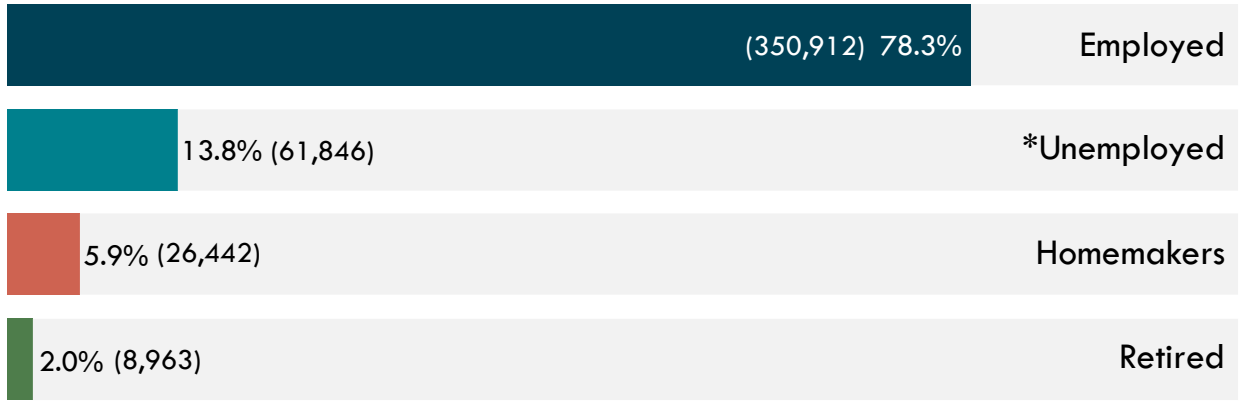 (350,912) 78.3% Employed
13.8% (61,846) *Unemployed
5.9% (26,442) Homemakers
2.0% (8,963) Retired